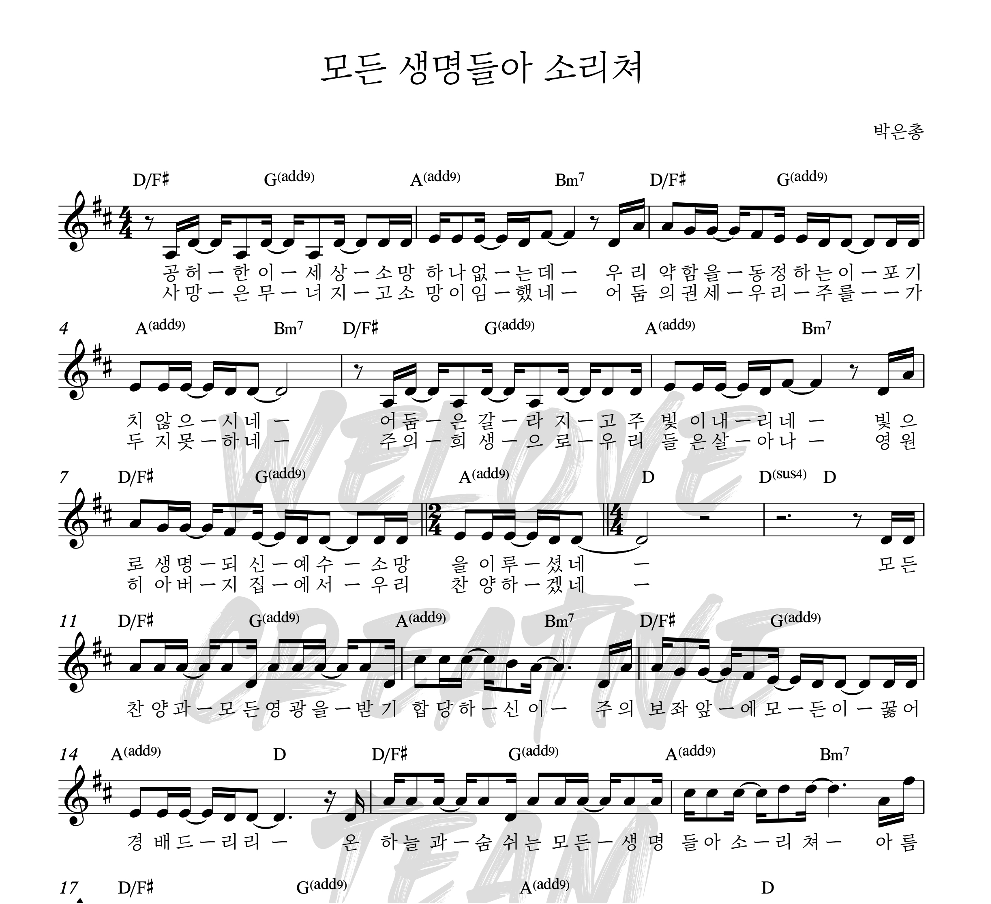 모든 생명들아 소리쳐
박은총
D/F♯ G(add9) A(add9) Bm7 D/F♯ G(add9)
4/4
공허 – 한이 – 세상 – 소망 하나없 – 는데 – 우리 약함을 – 동정하는이 – 포기
사망 – 은무 – 너지 – 고소 망이임 – 했네 – 어둠 의권세 – 우리 – 주를 – – 가
4 A(add9) Bm7 D/F♯ G(add9) A(add9) Bm7
치 않으 – 시네 – 어둠 – 은갈 – 라지 – 고주 빛이내 – 리네 – 빛으
두지못 – 하네 – 주의 – 희생 – 으로 – 우리 들은살 – 아나 – 영원
7 D/F♯ G(add9) A(add9) D D(sus4) D
2/4 4/4
로 생명 – 되신 – 예수 – 소망 을이루 – 셨네 – 모든
히 아버 – 지집 – 에서 – 우리 찬양하 – 겠네 –
11 D/F♯ G(add9) A(add9) Bm7 D/F♯ G(add9)
찬양과 – 모든영광을 – 받기 합당하 – 신이 – 주의 보좌앞 – 에모 – 든이 – 꿇어
14 A(add9) D D/F♯ G(add9) A(add9) Bm7
경배드 – 리리 – 온 하늘과 – 숨쉬는모든 – 생명 들아소 – 리쳐 – 아름
17 D/F♯ G(add9) A(add9) D
WELOVE
CREATIVE
TEAM